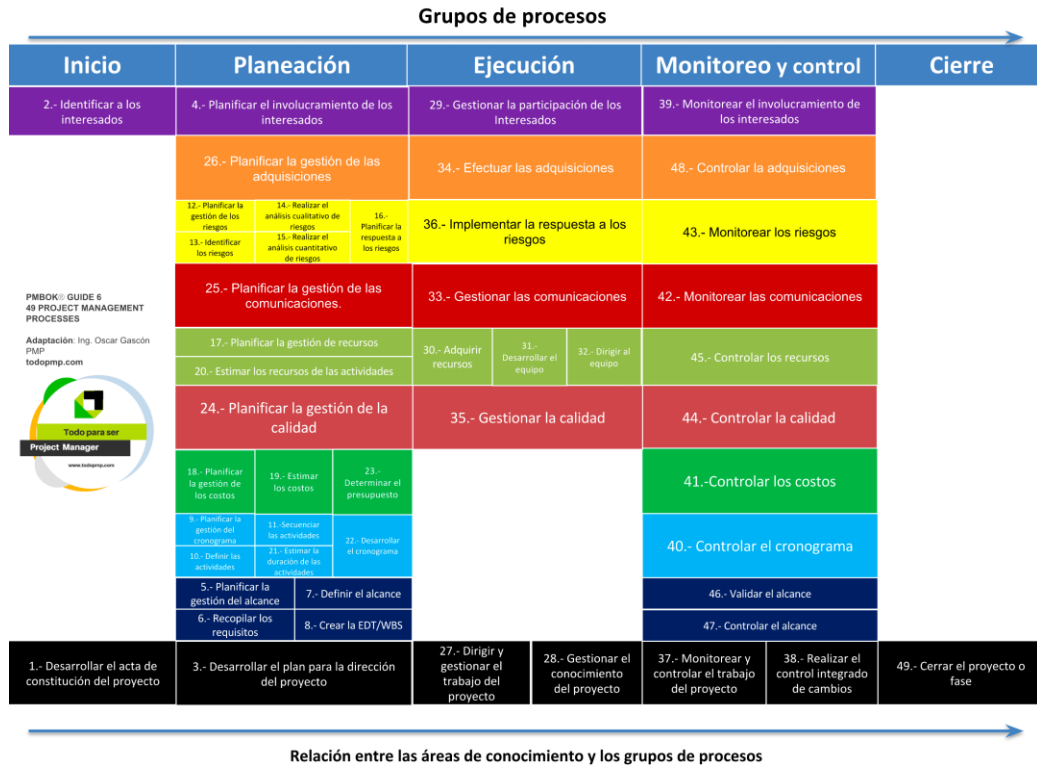 Grupos de procesos
Inicio
Planeación
Ejecución
Monitoreo y control
Cierre
2.- Identificar a los
interesados
4.- Planificar el involucramiento de los
interesados
29.- Gestionar la participación de los
Interesados
39.- Monitorear el involucramiento de
los interesados
26.- Planificar la gestión de las
adquisiciones
34.- Efectuar las adquisiciones
48.- Controlar la adquisiciones
12.- Planificar la
gestión de los
riesgos
14.- Realizar el
análisis cualitativo de
riesgos
16.-
Planificar la
respuesta a
los riesgos
13.- Identificar
los riesgos
15.- Realizar el
análisis cuantitativo
de riesgos
36.- Implementar la respuesta a los
riesgos
43.- Monitorear los riesgos
25.- Planificar la gestión de las
comunicaciones.
33.- Gestionar las comunicaciones
42.- Monitorear las comunicaciones
PMBOK® GUIDE 6
49 PROJECT MANAGEMENT
PROCESSES
Adaptación: Ing. Oscar Gascón
PMP
todopmp.com
Todo para ser
Project Manager
www.todopmp.com
17.- Planificar la gestión de recursos
20.- Estimar los recursos de las actividades
30.- Adquirir
recursos
31.-
Desarrollar el
equipo
32.- Dirigir al
equipo
45.- Controlar los recursos
24.- Planificar la gestión de la
calidad
35.- Gestionar la calidad
44.- Controlar la calidad
18.- Planificar
la gestión de
los costos
19.- Estimar
los costos
23.-
Determinar el
presupuesto
41.-Controlar los costos
9.- Planificar la
gestión del
cronograma
11.-Secuenciar
las actividades
22.- Desarrollar
el cronograma
10.- Definir las
actividades
21.- Estimar la
duración de las
actividades
40.- Controlar el cronograma
5.- Planificar la
gestión del alcance
7.- Definir el alcance
46.- Validar el alcance
6.- Recopilar los
requisitos
8.- Crear la EDT/WBS
47.- Controlar el alcance
1.- Desarrollar el acta de
constitución del proyecto
3.- Desarrollar el plan para la dirección
del proyecto
27.- Dirigir y
gestionar el
trabajo del
proyecto
28.- Gestionar el
conocimiento
del proyecto
37.- Monitorear y
controlar el trabajo
del proyecto
38.- Realizar el
control integrado
de cambios
49.- Cerrar el proyecto o
fase
Relación entre las áreas de conocimiento y los grupos de procesos